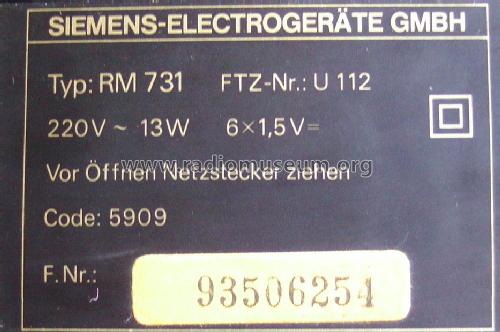 SIEMENS-ELECTROGERÄTE GMBH
Typ: RM 731 FTZ-Nr.: U 112
220V ~ 13W 6×1,5V⎓
www.radiomuseum.org
Vor Öffnen Netzstecker ziehen
Code: 5909
F.Nr.: 93506254